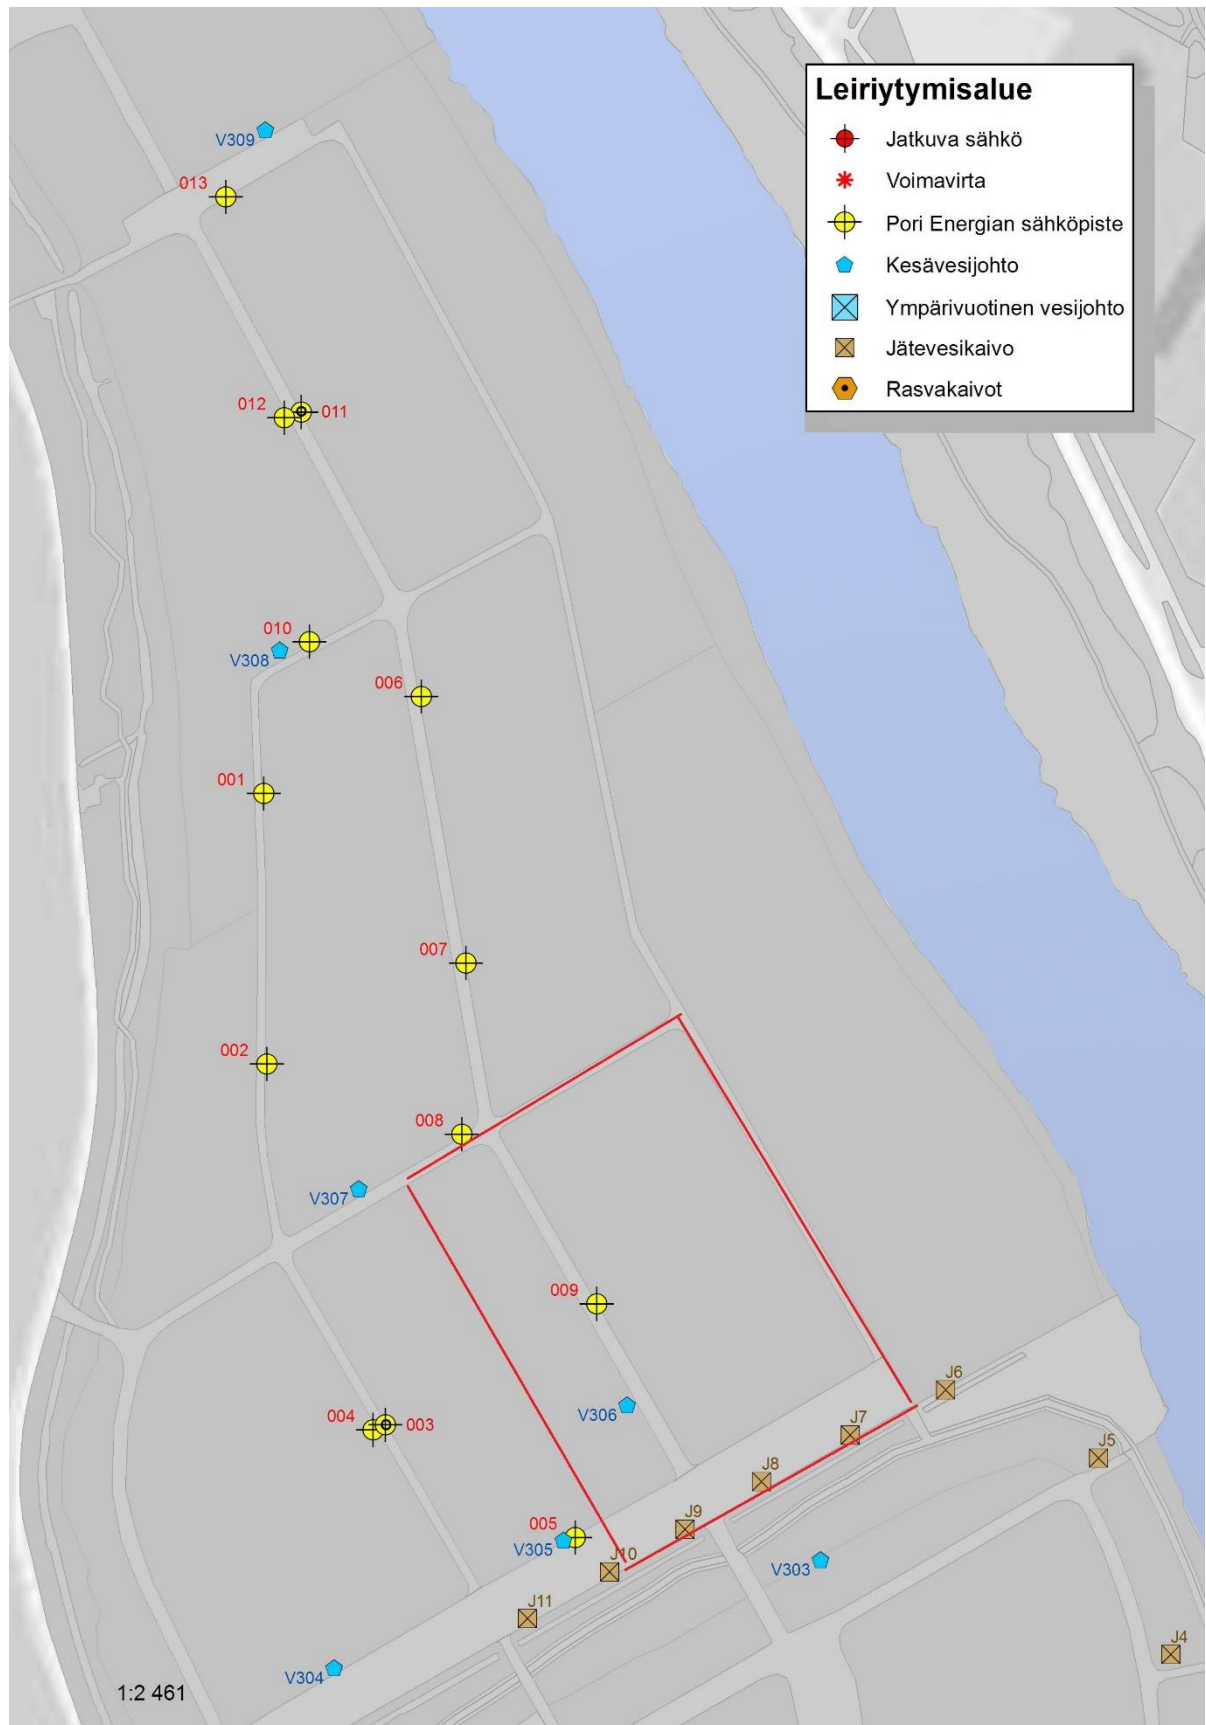 Leiriytymisalue
Jatkuva sähkö
Voimavirta
Pori Energian sähköpiste
Kesävesijohto
Ympärivuotinen vesijohto
Jätevesikaivo
Rasvakaivot
V309
013
012
011
010
V308
006
001
007
002
008
V307
009
J6
V306
004
003
J7
J5
J8
005
J9
V305
J10
V303
J11
J4
V304
1:2 461